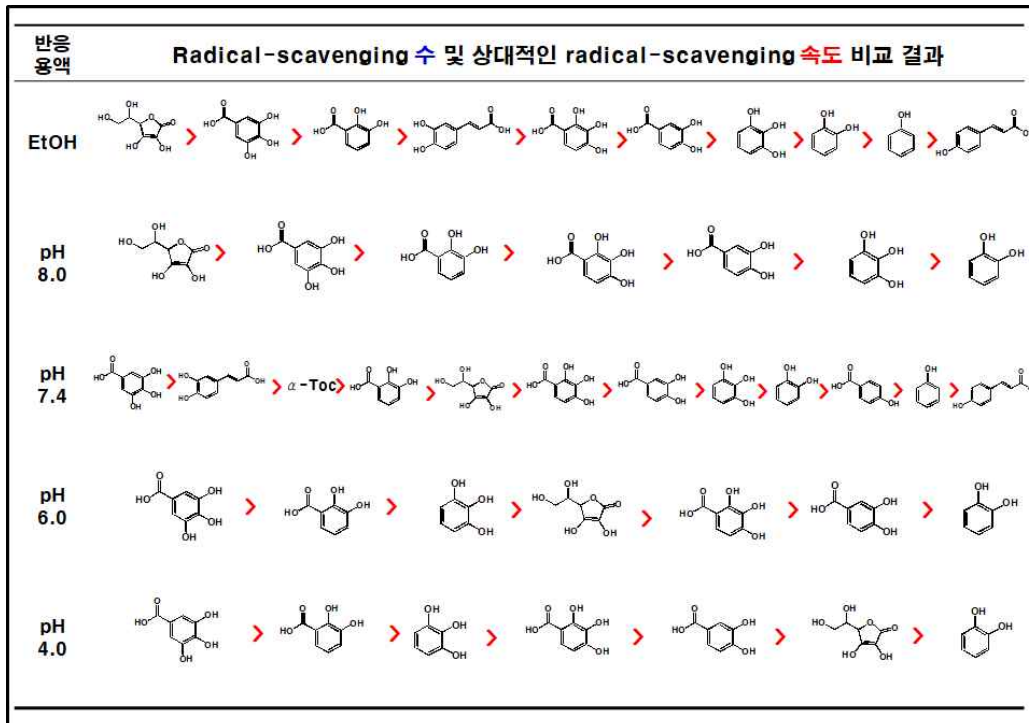 반응
용액
Radical-scavenging 수 및 상대적인 radical-scavenging 속도 비교 결과
EtOH
pH
8.0
pH
7.4
α-Toc
pH
6.0
pH
4.0